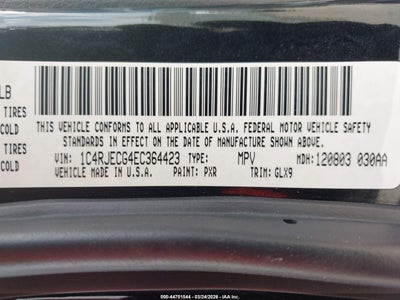 LB
TIRES
COLD
TIRES
COLD
THIS VEHICLE CONFORMS TO ALL APPLICABLE U.S.A. FEDERAL MOTOR VEHICLE SAFETY
STANDARDS IN EFFECT ON THE DATE OF MANUFACTURE SHOWN ABOVE.
VIN: 1C4RJECG4EC364423 TYPE: MPV MDH: 120803 030AA
VEHICLE MADE IN U.S.A. PAINT: PXR TRIM: GLX9
000-44701544 - 03/24/2026 - IAA Inc.